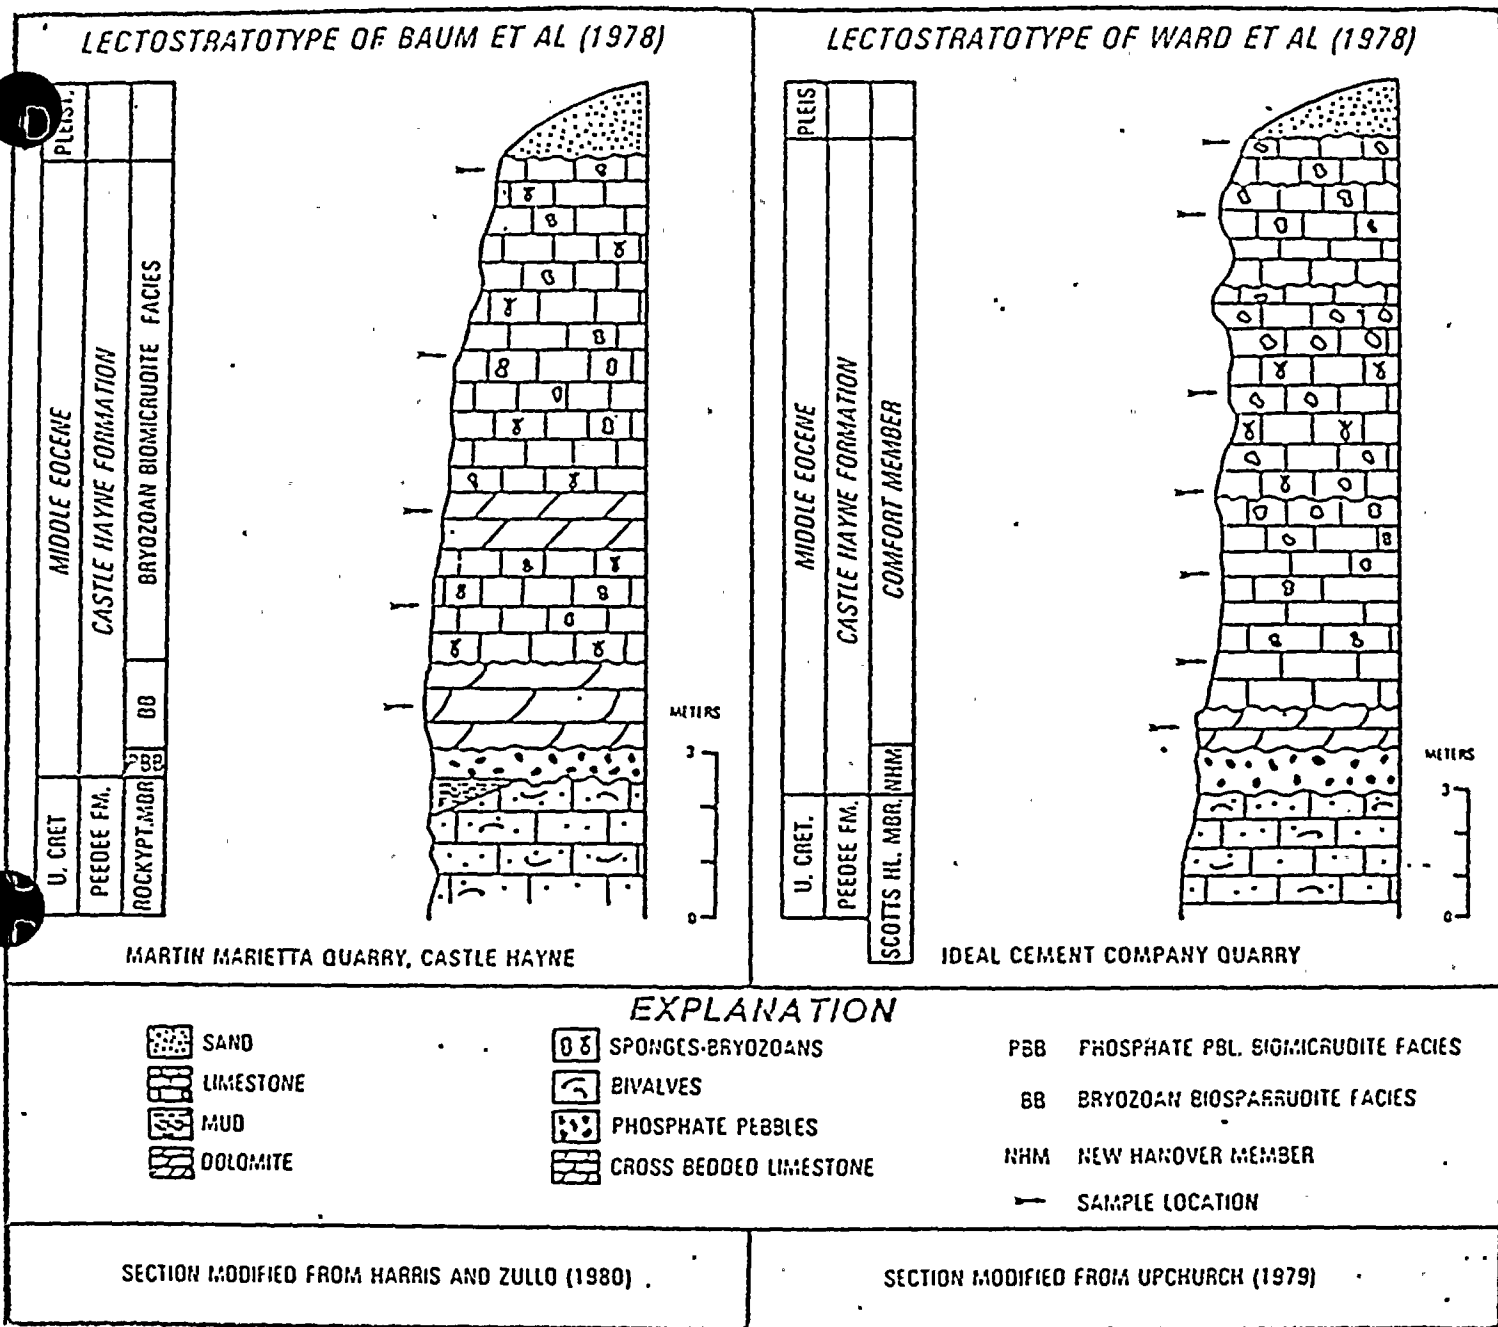 LECTOSTRATOTYPE OF BAUM ET AL (1978)
PLEIST.
MIDDLE EOCENE
CASTLE HAYNE FORMATION
BRYOZOAN BIOMICRUDITE FACIES
BB
PBB
U. CRET
PEEDEE FM.
ROCKYPT.MBR
METERS
3
0
MARTIN MARIETTA QUARRY, CASTLE HAYNE
LECTOSTRATOTYPE OF WARD ET AL (1978)
PLEIS
MIDDLE EOCENE
CASTLE HAYNE FORMATION
COMFORT MEMBER
NHM
U. CRET.
PEEDEE FM.
SCOTTS HL. MBR.
METERS
3
0
IDEAL CEMENT COMPANY QUARRY
EXPLANATION
SAND
LIMESTONE
MUD
DOLOMITE
SPONGES-BRYOZOANS
BIVALVES
PHOSPHATE PEBBLES
CROSS BEDDED LIMESTONE
PBB PHOSPHATE PBL. BIOMICRUDITE FACIES
BB BRYOZOAN BIOSPARRUDITE FACIES
NHM NEW HANOVER MEMBER
SAMPLE LOCATION
SECTION MODIFIED FROM HARRIS AND ZULLO (1980)
SECTION MODIFIED FROM UPCHURCH (1979)